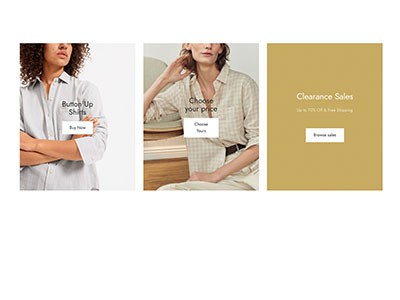 Button Up
Shirts
Buy Now
Choose
your price
Choose
Yours
Clearance Sales
Up to 70% Off & Free Shipping
Browse sales